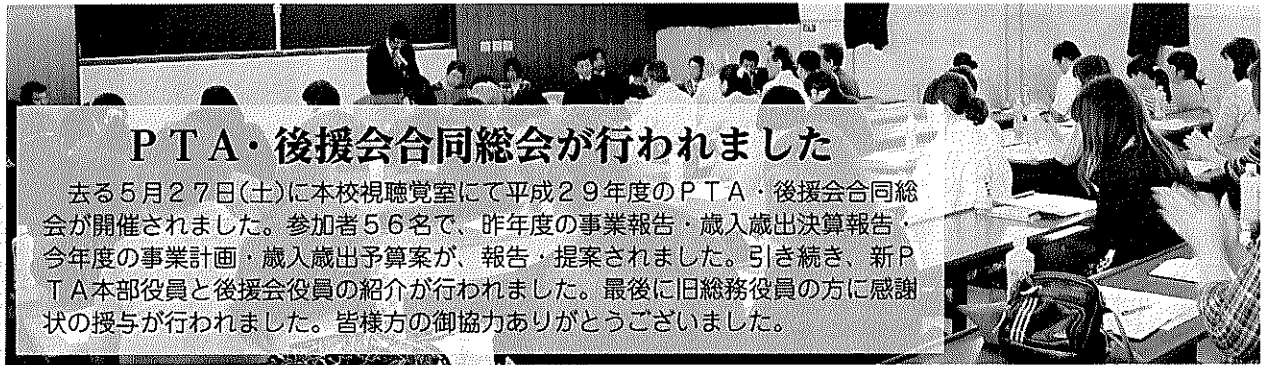 PTA・後援会合同総会が行われました
去る5月27日(土)に本校視聴覚室にて平成29年度のPTA・後援会合同総
会が開催されました。参加者56名で、昨年度の事業報告・歳入歳出決算報告・
今年度の事業計画・歳入歳出予算案が、報告・提案されました。引き続き、新P
TA本部役員と後援会役員の紹介が行われました。最後に旧総務役員の方に感謝
状の授与が行われました。皆様方の御協力ありがとうございました。